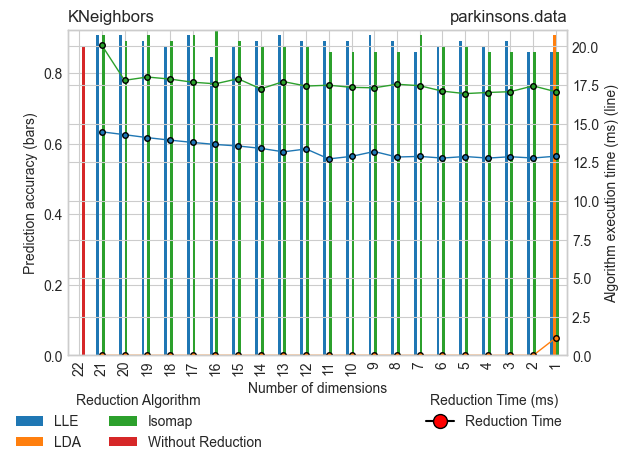 KNeighbors
parkinsons.data
Prediction accuracy (bars)
0.8
0.6
0.4
0.2
0.0
20.0
17.5
15.0
12.5
10.0
7.5
5.0
2.5
0.0
Algorithm execution time (ms) (line)
22 21 20 19 18 17 16 15 14 13 12 11 10 9 8 7 6 5 4 3 2 1
Number of dimensions
Reduction Algorithm
LLE
LDA
Isomap
Without Reduction
Reduction Time (ms)
Reduction Time